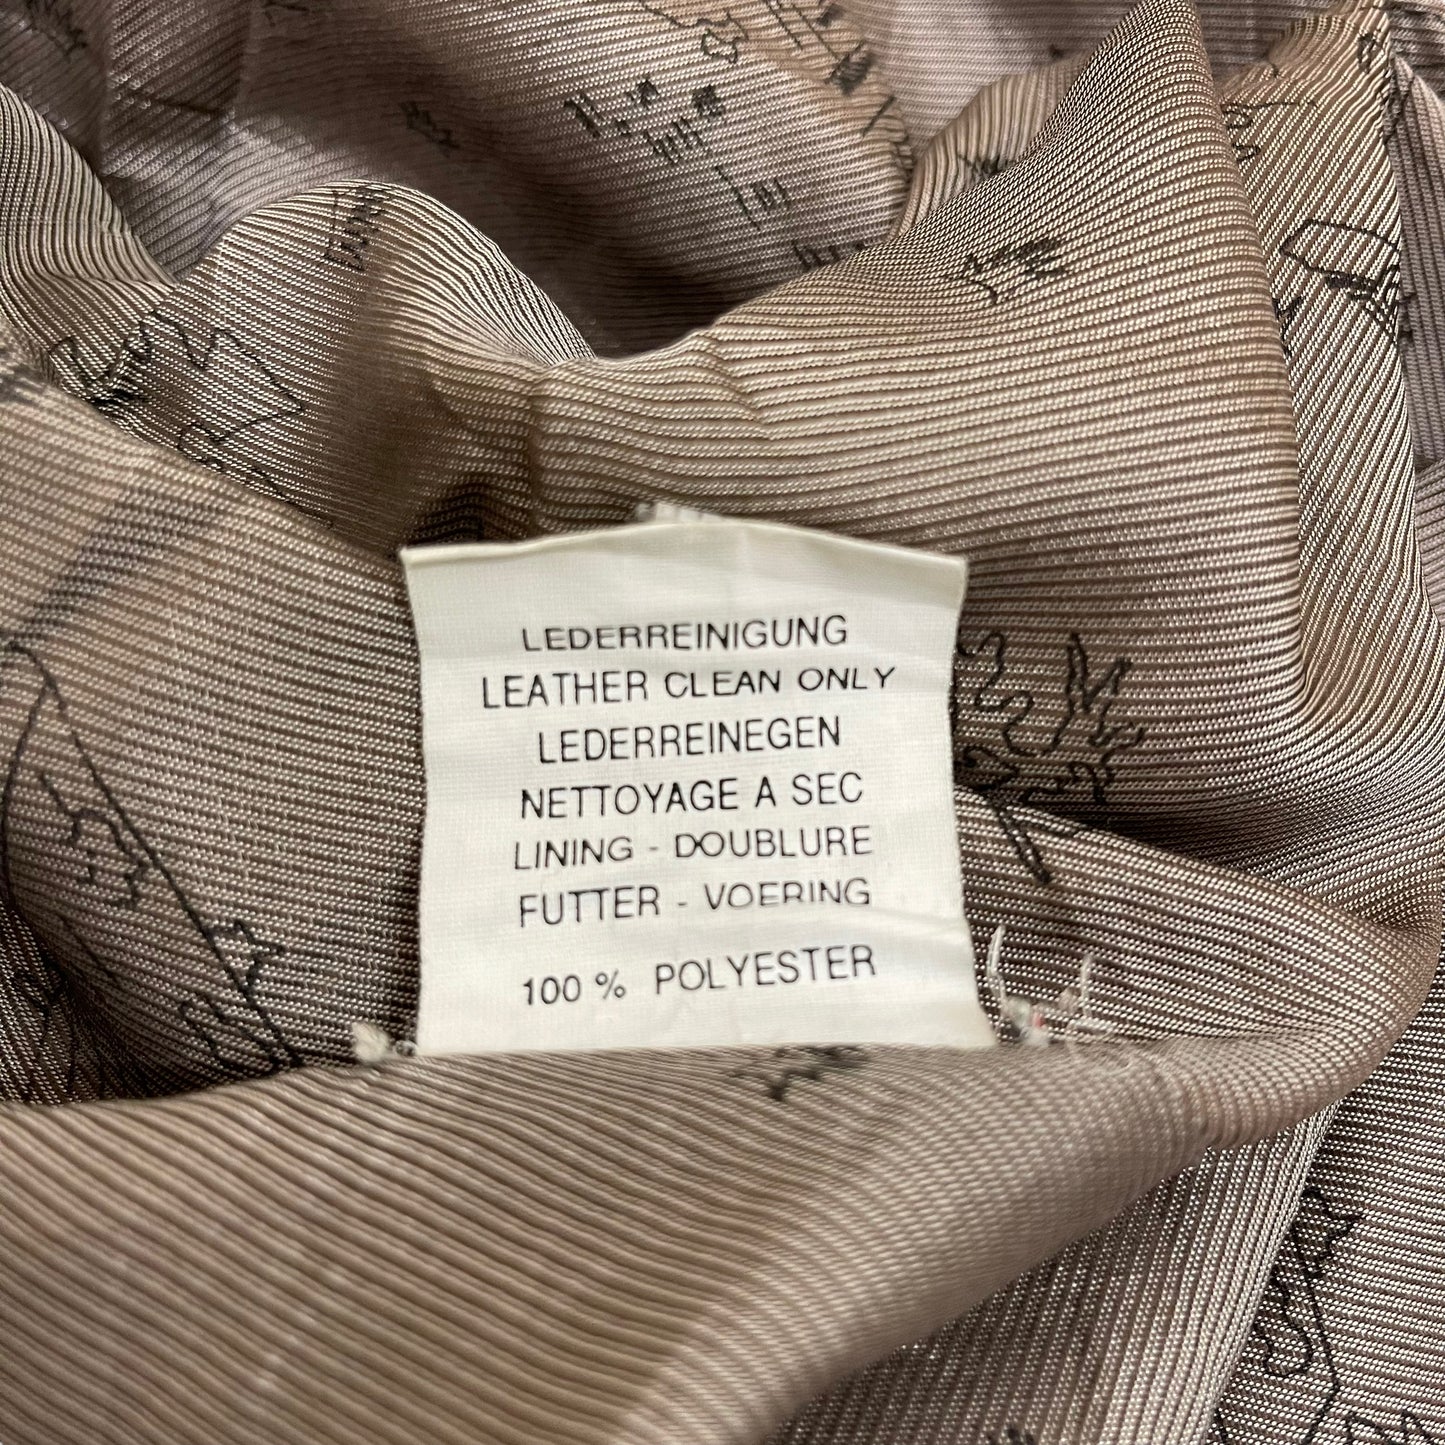 LEDERREINIGUNG
LEATHER CLEAN ONLY
LEDERREINEGEN
NETTOYAGE A SEC
LINING - DOUBLURE
FUTTER - VOERING
100 % POLYESTER